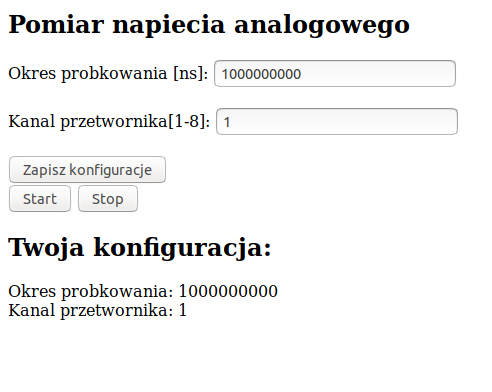 Pomiar napiecia analogowego
Okres probkowania [ns]: 1000000000
Kanal przetwornika[1-8]: 1
Zapisz konfiguracje
Start Stop
Twoja konfiguracja:
Okres probkowania: 1000000000
Kanal przetwornika: 1